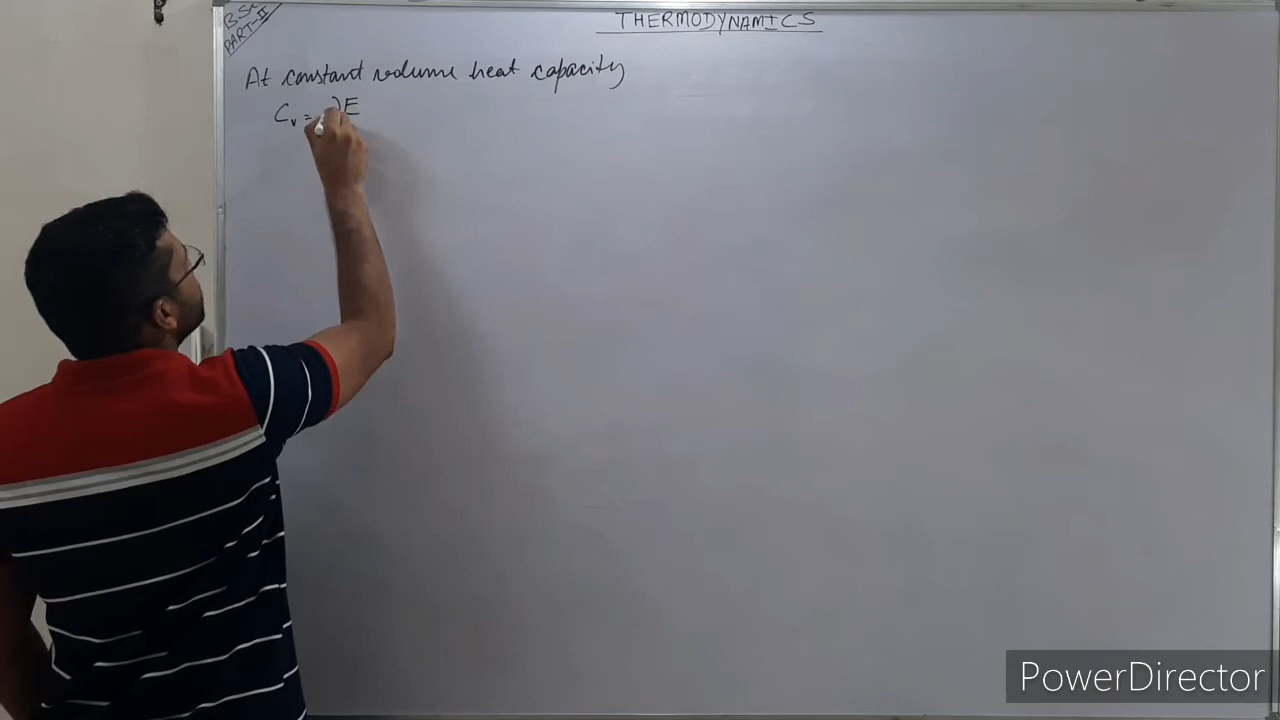 B.Sc
PART-II
THERMODYNAMICS
At constant volume heat capacity
Cᵥ = ∂E
PowerDirector